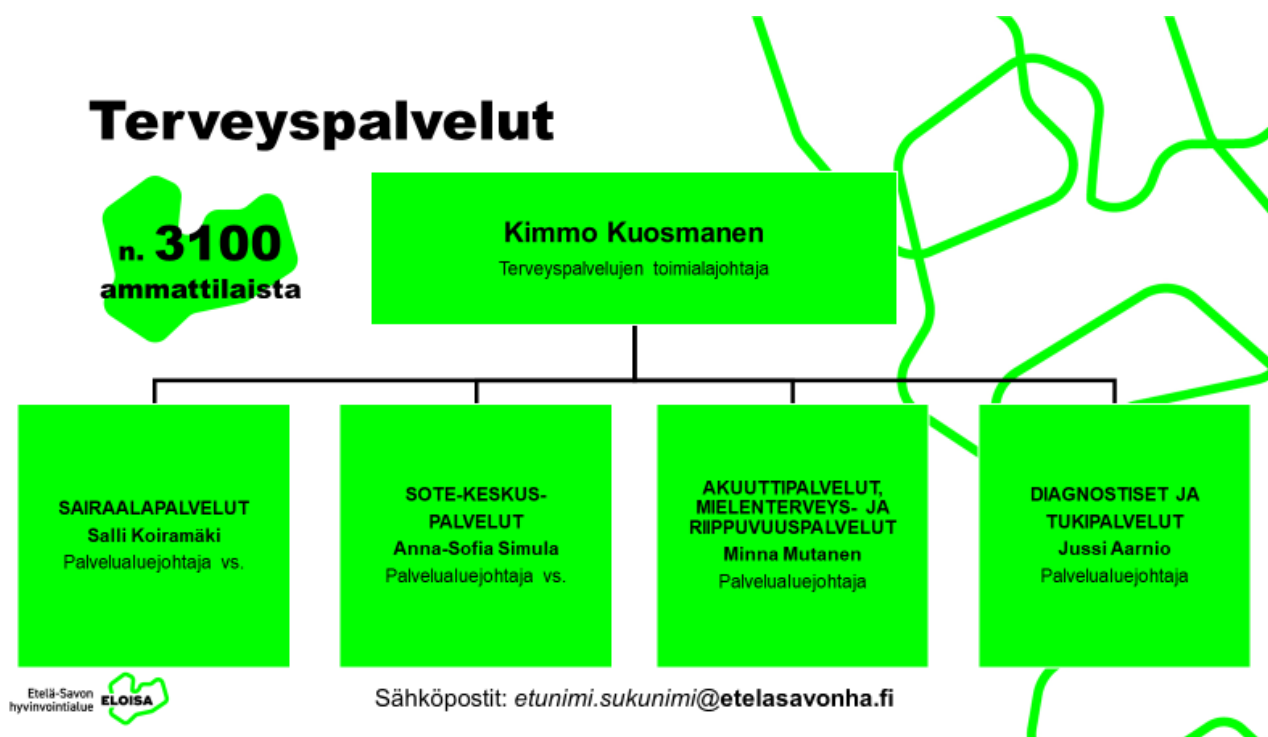 Terveyspalvelut
n. 3100
ammattilaista
Kimmo Kuosmanen
Terveyspalvelujen toimialajohtaja
SAIRAALAPALVELUT
Salli Koiramäki
Palvelualuejohtaja vs.
SOTE-KESKUS-
PALVELUT
Anna-Sofia Simula
Palvelualuejohtaja vs.
AKUUTTIPALVELUT,
MIELENTERVEYS- JA
RIIPPUVUUSPALVELUT
Minna Mutanen
Palvelualuejohtaja
DIAGNOSTISET JA
TUKIPALVELUT
Jussi Aarnio
Palvelualuejohtaja
Etelä-Savon
hyvinvointialue
ELOISA
Sähköpostit: etunimi.sukunimi@etelasavonha.fi